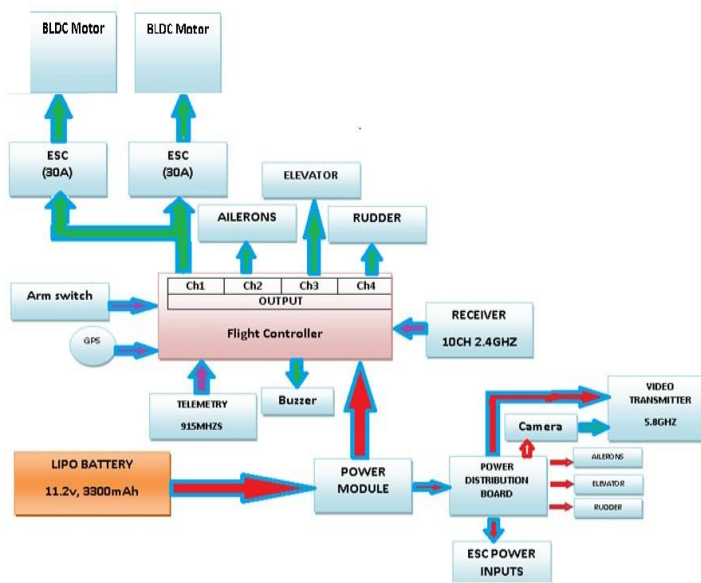 BLDC Motor
BLDC Motor
ESC
(30A)
ESC
(30A)
ELEVATOR
AILERONS
RUDDER
Ch1 Ch2 Ch3 Ch4
OUTPUT
Flight Controller
Arm switch
GPS
RECEIVER
10CH 2.4GHZ
TELEMETRY
915MHZS
Buzzer
VIDEO
TRANSMITTER
5.8GHZ
Camera
LIPO BATTERY
11.2v, 3300mAh
POWER
MODULE
POWER
DISTRIBUTION
BOARD
AILERONS
ELEVATOR
RUDDER
ESC POWER
INPUTS